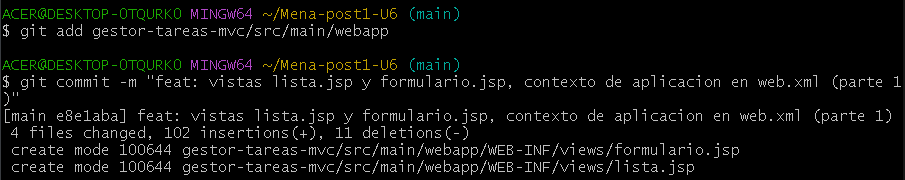 ACER@DESKTOP-OTQURKO MINGW64 ~/Mena-post1-U6 (main)
$ git add gestor-tareas-mvc/src/main/webapp
ACER@DESKTOP-OTQURKO MINGW64 ~/Mena-post1-U6 (main)
$ git commit -m "feat: vistas lista.jsp y formulario.jsp, contexto de aplicacion en web.xml (parte 1
)"
[main e8e1aba] feat: vistas lista.jsp y formulario.jsp, contexto de aplicacion en web.xml (parte 1)
 4 files changed, 102 insertions(+), 11 deletions(-)
 create mode 100644 gestor-tareas-mvc/src/main/webapp/WEB-INF/views/formulario.jsp
 create mode 100644 gestor-tareas-mvc/src/main/webapp/WEB-INF/views/lista.jsp